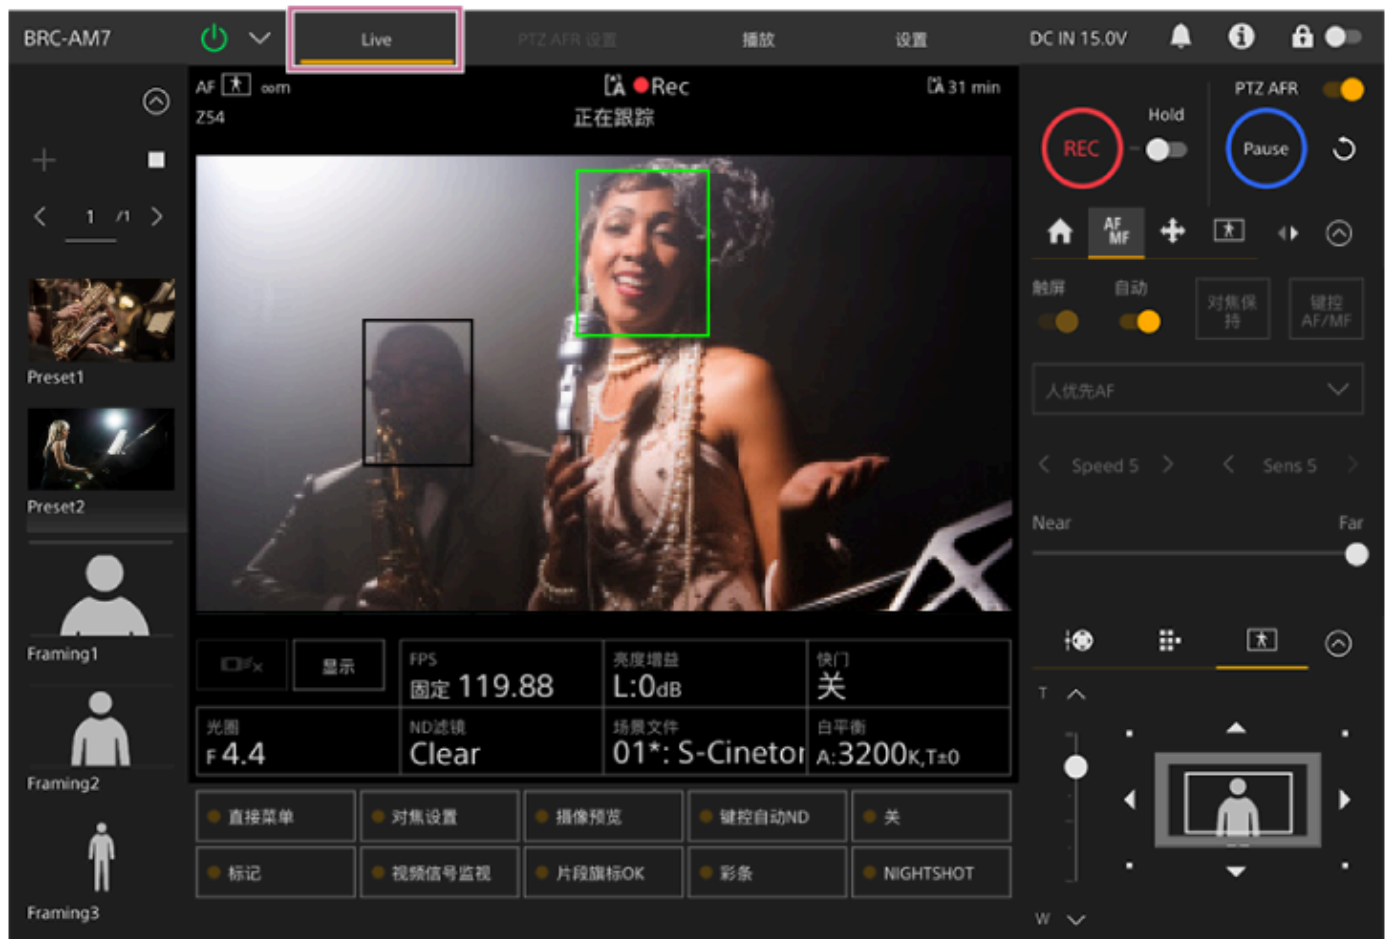 BRC-AM7
Live
PTZ AFR 设置
播放
设置
DC IN 15.0V
AF ∞m
Rec
31 min
Z54
正在跟踪
PTZ AFR
REC
Hold
Pause
1 /1
AF
MF
触屏
自动
对焦保
持
键控
AF/MF
人优先AF
Speed 5
Sens 5
Near
Far
Preset1
Preset2
Framing1
Framing2
Framing3
显示
FPS
固定 119.88
亮度增益
L:0dB
快门
关
光圈
F 4.4
ND滤镜
Clear
场景文件
01*: S-Cinetor
白平衡
A:3200K,T±0
直接菜单
对焦设置
摄像预览
键控自动ND
关
标记
视频信号监视
片段旗标OK
彩条
NIGHTSHOT
T
W